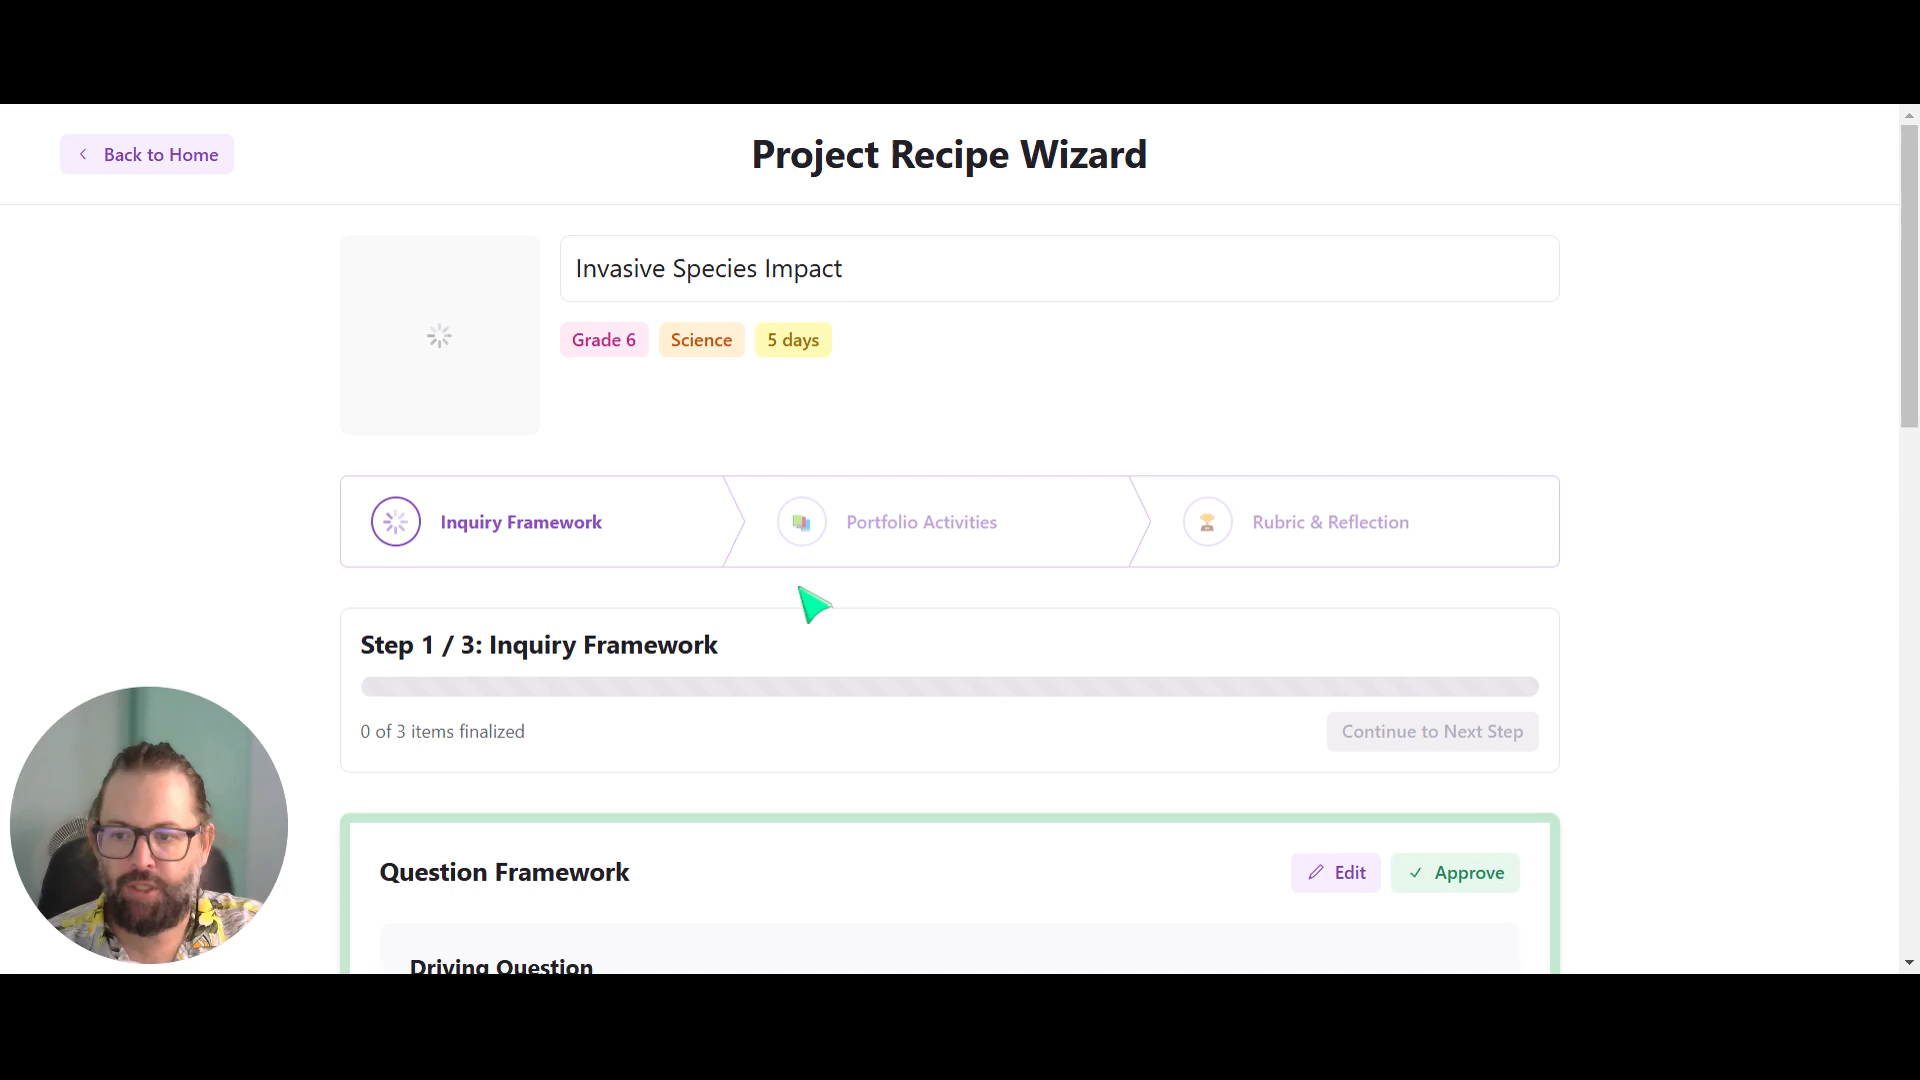 Back to Home
Project Recipe Wizard
Invasive Species Impact
Grade 6
Science
5 days
Inquiry Framework
Portfolio Activities
Rubric & Reflection
Step 1 / 3: Inquiry Framework
0 of 3 items finalized
Continue to Next Step
Question Framework
Edit
Approve
Driving Question